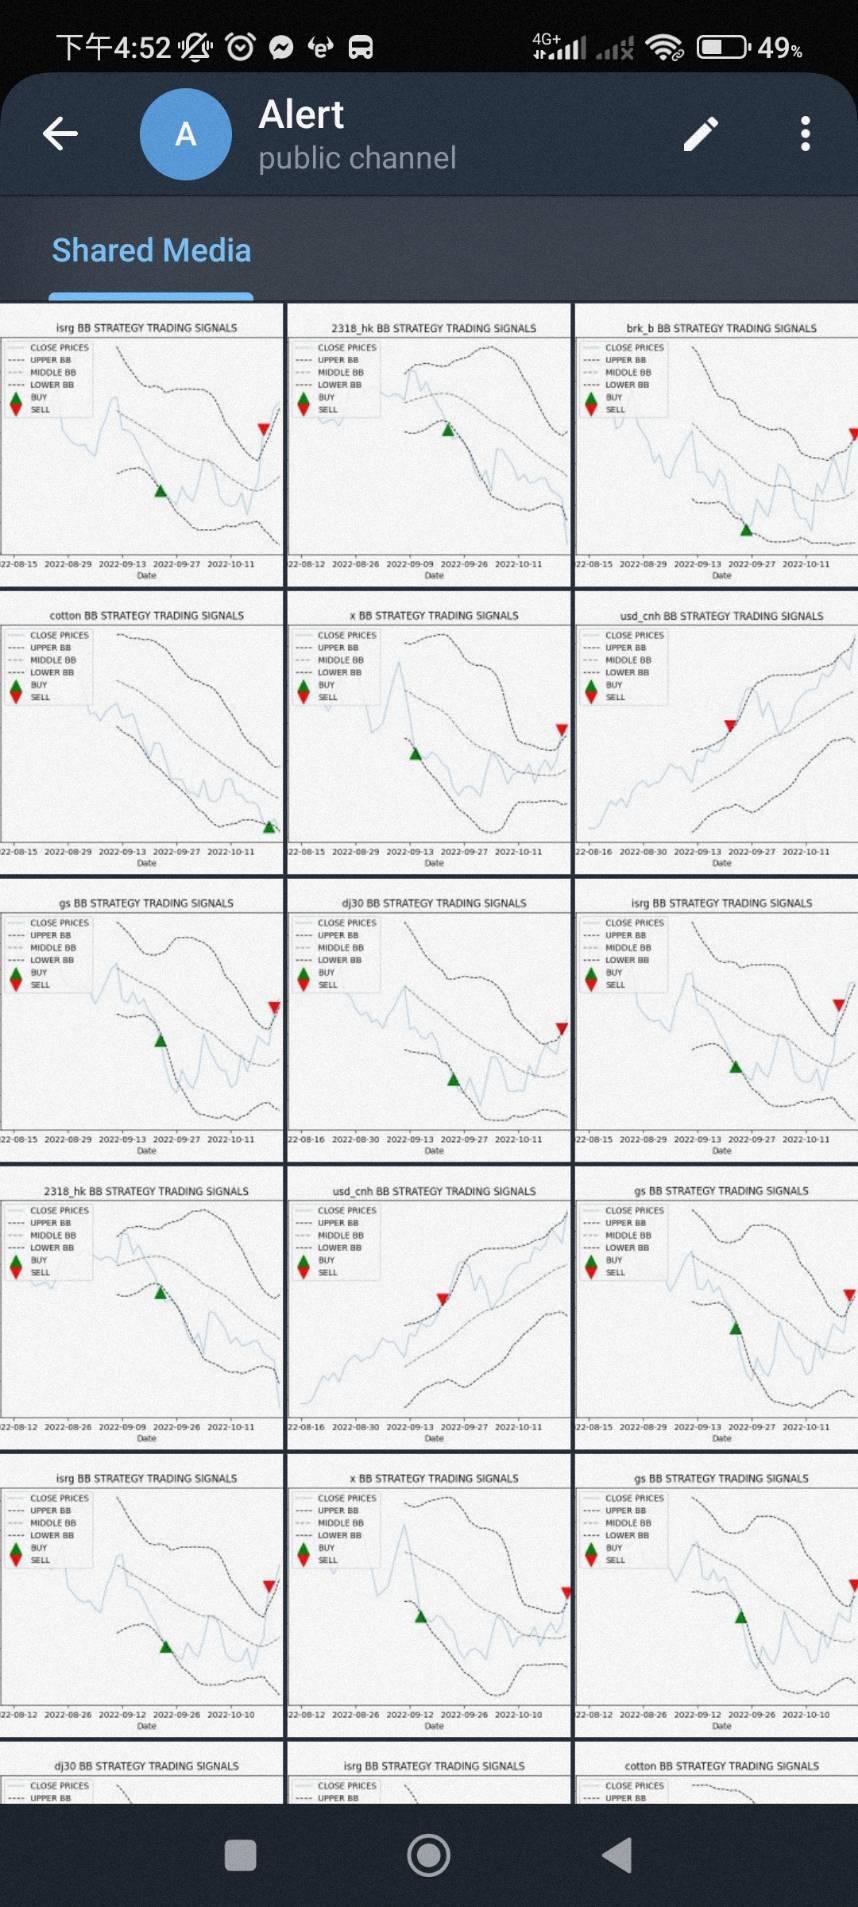 下午4:52 4G+ 49%
A Alert
public channel
Shared Media
isrg BB STRATEGY TRADING SIGNALS
CLOSE PRICES
UPPER BB
MIDDLE BB
LOWER BB
BUY
SELL
22-08-15 2022-08-29 2022-09-13 2022-09-27 2022-10-11
Date
2318_hk BB STRATEGY TRADING SIGNALS
CLOSE PRICES
UPPER BB
MIDDLE BB
LOWER BB
BUY
SELL
22-08-12 2022-08-26 2022-09-09 2022-09-26 2022-10-11
Date
brk_b BB STRATEGY TRADING SIGNALS
CLOSE PRICES
UPPER BB
MIDDLE BB
LOWER BB
BUY
SELL
22-08-15 2022-08-29 2022-09-13 2022-09-27 2022-10-11
Date
cotton BB STRATEGY TRADING SIGNALS
CLOSE PRICES
UPPER BB
MIDDLE BB
LOWER BB
BUY
SELL
22-08-15 2022-08-29 2022-09-13 2022-09-27 2022-10-11
Date
x BB STRATEGY TRADING SIGNALS
CLOSE PRICES
UPPER BB
MIDDLE BB
LOWER BB
BUY
SELL
22-08-15 2022-08-29 2022-09-13 2022-09-27 2022-10-11
Date
usd_cnh BB STRATEGY TRADING SIGNALS
CLOSE PRICES
UPPER BB
MIDDLE BB
LOWER BB
BUY
SELL
22-08-16 2022-08-30 2022-09-13 2022-09-27 2022-10-11
Date
gs BB STRATEGY TRADING SIGNALS
CLOSE PRICES
UPPER BB
MIDDLE BB
LOWER BB
BUY
SELL
22-08-15 2022-08-29 2022-09-13 2022-09-27 2022-10-11
Date
dj30 BB STRATEGY TRADING SIGNALS
CLOSE PRICES
UPPER BB
MIDDLE BB
LOWER BB
BUY
SELL
22-08-16 2022-08-30 2022-09-13 2022-09-27 2022-10-11
Date
isrg BB STRATEGY TRADING SIGNALS
CLOSE PRICES
UPPER BB
MIDDLE BB
LOWER BB
BUY
SELL
22-08-15 2022-08-29 2022-09-13 2022-09-27 2022-10-11
Date
2318_hk BB STRATEGY TRADING SIGNALS
CLOSE PRICES
UPPER BB
MIDDLE BB
LOWER BB
BUY
SELL
22-08-12 2022-08-26 2022-09-09 2022-09-26 2022-10-11
Date
usd_cnh BB STRATEGY TRADING SIGNALS
CLOSE PRICES
UPPER BB
MIDDLE BB
LOWER BB
BUY
SELL
22-08-16 2022-08-30 2022-09-13 2022-09-27 2022-10-11
Date
gs BB STRATEGY TRADING SIGNALS
CLOSE PRICES
UPPER BB
MIDDLE BB
LOWER BB
BUY
SELL
22-08-15 2022-08-29 2022-09-13 2022-09-27 2022-10-11
Date
isrg BB STRATEGY TRADING SIGNALS
CLOSE PRICES
UPPER BB
MIDDLE BB
LOWER BB
BUY
SELL
22-08-12 2022-08-26 2022-09-12 2022-09-26 2022-10-10
Date
x BB STRATEGY TRADING SIGNALS
CLOSE PRICES
UPPER BB
MIDDLE BB
LOWER BB
BUY
SELL
22-08-12 2022-08-26 2022-09-12 2022-09-26 2022-10-10
Date
gs BB STRATEGY TRADING SIGNALS
CLOSE PRICES
UPPER BB
MIDDLE BB
LOWER BB
BUY
SELL
22-08-12 2022-08-26 2022-09-12 2022-09-26 2022-10-10
Date
dj30 BB STRATEGY TRADING SIGNALS
CLOSE PRICES
UPPER BB
isrg BB STRATEGY TRADING SIGNALS
CLOSE PRICES
UPPER BB
cotton BB STRATEGY TRADING SIGNALS
CLOSE PRICES
UPPER BB